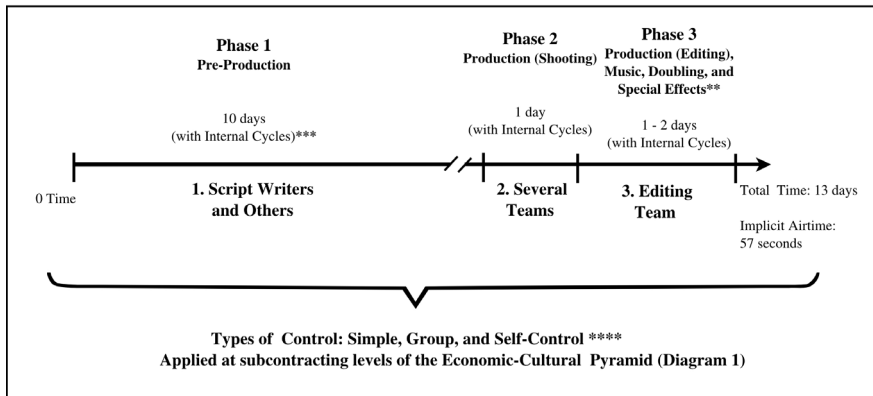 Phase 1
Pre-Production
Phase 2
Production (Shooting)
Phase 3
Production (Editing),
Music, Doubling, and
Special Effects**
10 days
(with Internal Cycles)***
1 day
(with Internal Cycles)
1 - 2 days
(with Internal Cycles)
0 Time
1. Script Writers
and Others
2. Several
Teams
3. Editing
Team
Total Time: 13 days
Implicit Airtime:
57 seconds
Types of Control: Simple, Group, and Self-Control ****
Applied at subcontracting levels of the Economic-Cultural Pyramid (Diagram 1)